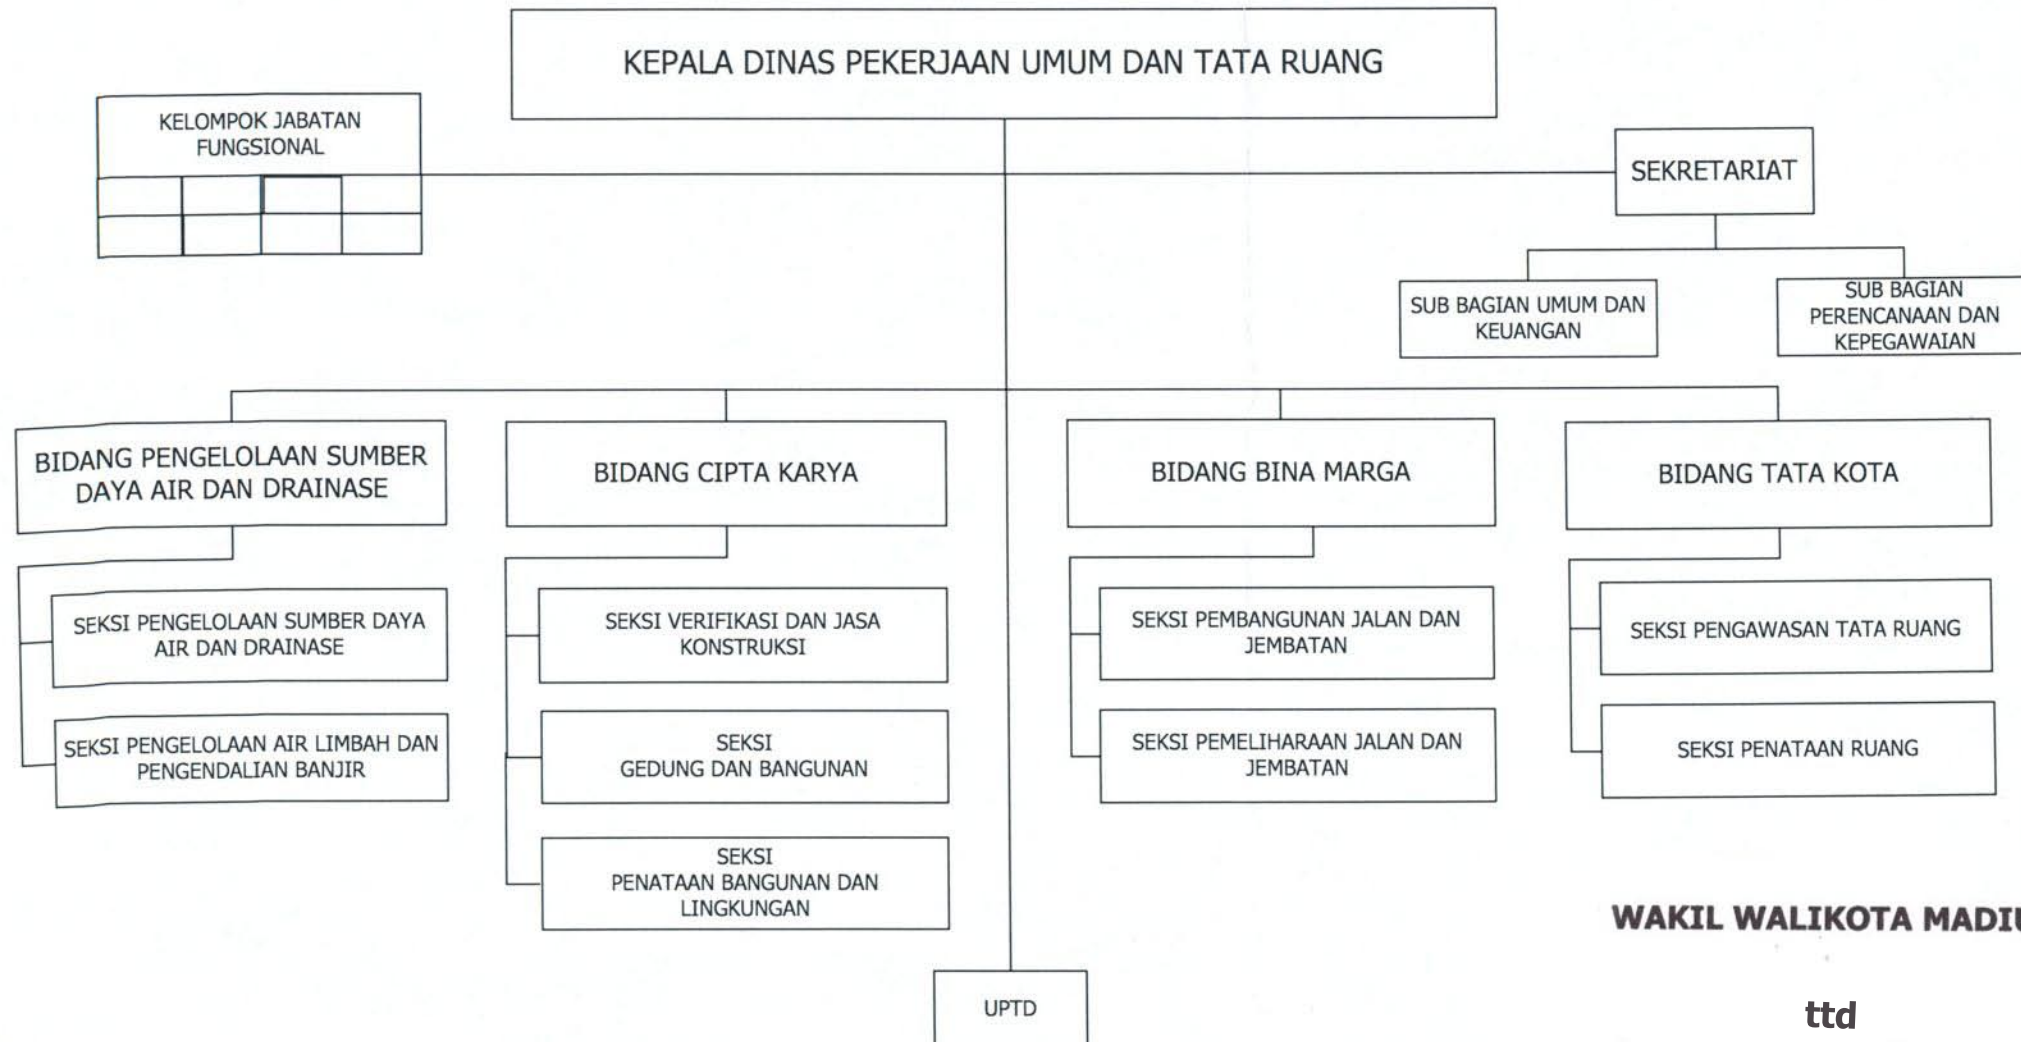 KEPALA DINAS PEKERJAAN UMUM DAN TATA RUANG
KELOMPOK JABATAN
FUNGSIONAL
SEKRETARIAT
SUB BAGIAN UMUM DAN
KEUANGAN
SUB BAGIAN
PERENCANAAN DAN
KEPEGAWAIAN
BIDANG PENGELOLAAN SUMBER
DAYA AIR DAN DRAINASE
BIDANG CIPTA KARYA
BIDANG BINA MARGA
BIDANG TATA KOTA
SEKSI PENGELOLAAN SUMBER DAYA
AIR DAN DRAINASE
SEKSI PENGELOLAAN AIR LIMBAH DAN
PENGENDALIAN BANJIR
SEKSI VERIFIKASI DAN JASA
KONSTRUKSI
SEKSI
GEDUNG DAN BANGUNAN
SEKSI
PENATAAN BANGUNAN DAN
LINGKUNGAN
SEKSI PEMBANGUNAN JALAN DAN
JEMBATAN
SEKSI PEMELIHARAAN JALAN DAN
JEMBATAN
SEKSI PENGAWASAN TATA RUANG
SEKSI PENATAAN RUANG
UPTD
WAKIL WALIKOTA
ttd